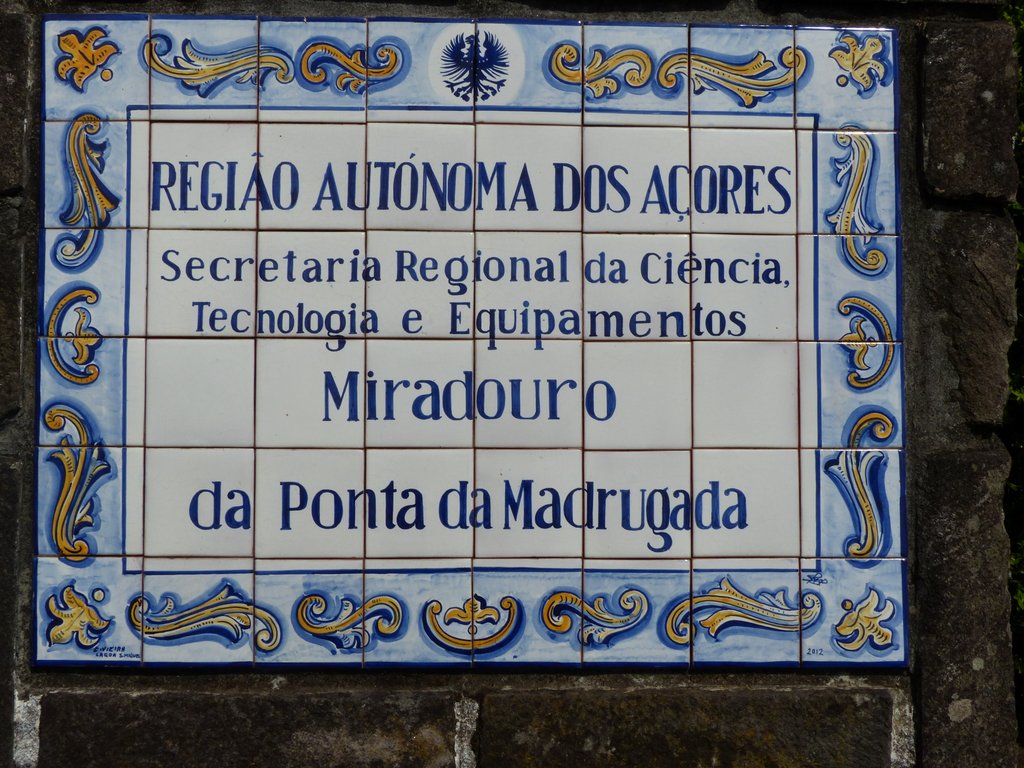 REGIÃO AUTÓNOMA DOS AÇORES
Secretaria Regional da Ciência,
Tecnologia e Equipamentos
Miradouro
da Ponta da Madrugada
2012